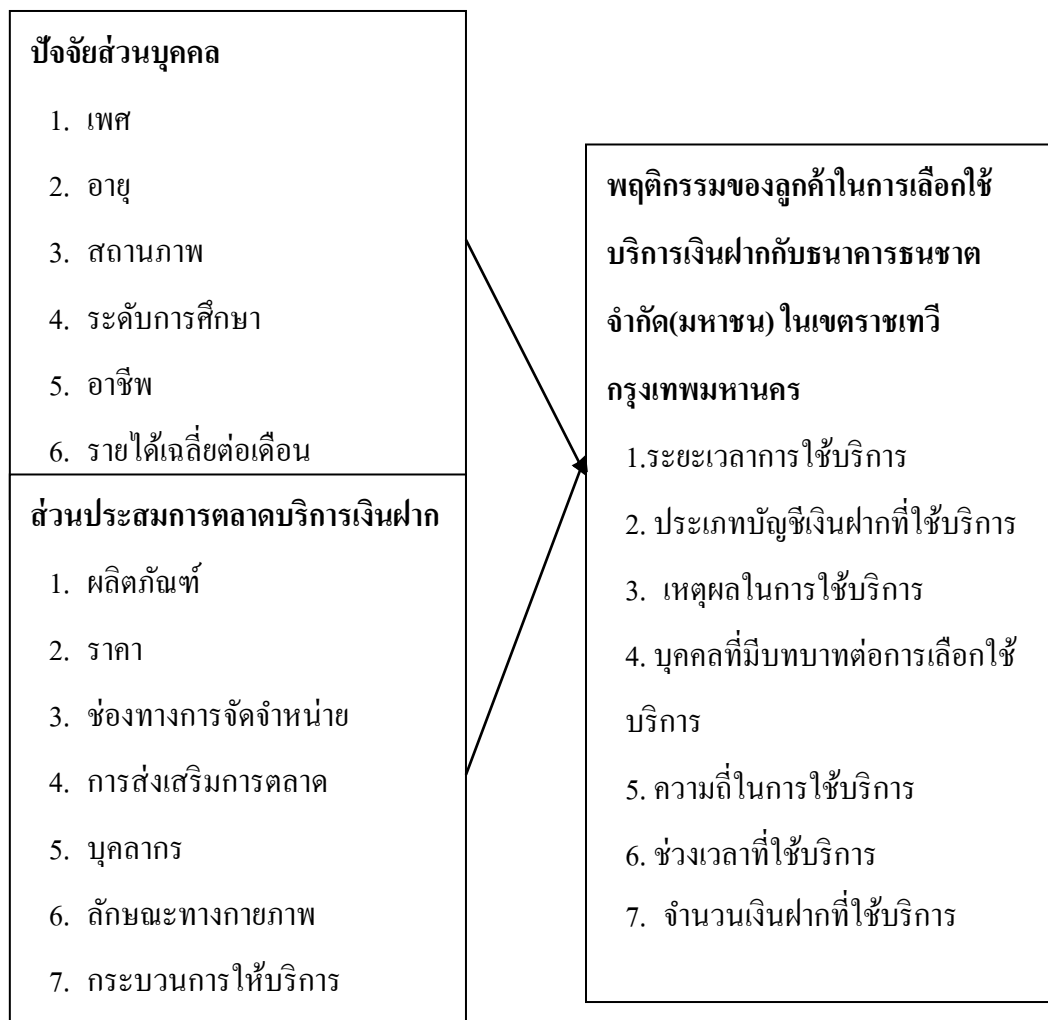 ปัจจัยส่วนบุคคล
1. เพศ
2. อายุ
3. สถานภาพ
4. ระดับการศึกษา
5. อาชีพ
6. รายได้เฉลี่ยต่อเดือน
ส่วนประสมการตลาดบริการเงินฝาก
1. ผลิตภัณฑ์
2. ราคา
3. ช่องทางการจัดจำหน่าย
4. การส่งเสริมการตลาด
5. บุคลากร
6. ลักษณะทางกายภาพ
7. กระบวนการให้บริการ
พฤติกรรมของลูกค้าในการเลือกใช้
บริการเงินฝากกับธนาคารธนชาต
จำกัด(มหาชน) ในเขตราชเทวี
กรุงเทพมหานคร
1.ระยะเวลาการใช้บริการ
2. ประเภทบัญชีเงินฝากที่ใช้บริการ
3. เหตุผลในการใช้บริการ
4. บุคคลที่มีบทบาทต่อการเลือกใช้
บริการ
5. ความถี่ในการใช้บริการ
6. ช่วงเวลาที่ใช้บริการ
7. จำนวนเงินฝากที่ใช้บริการ